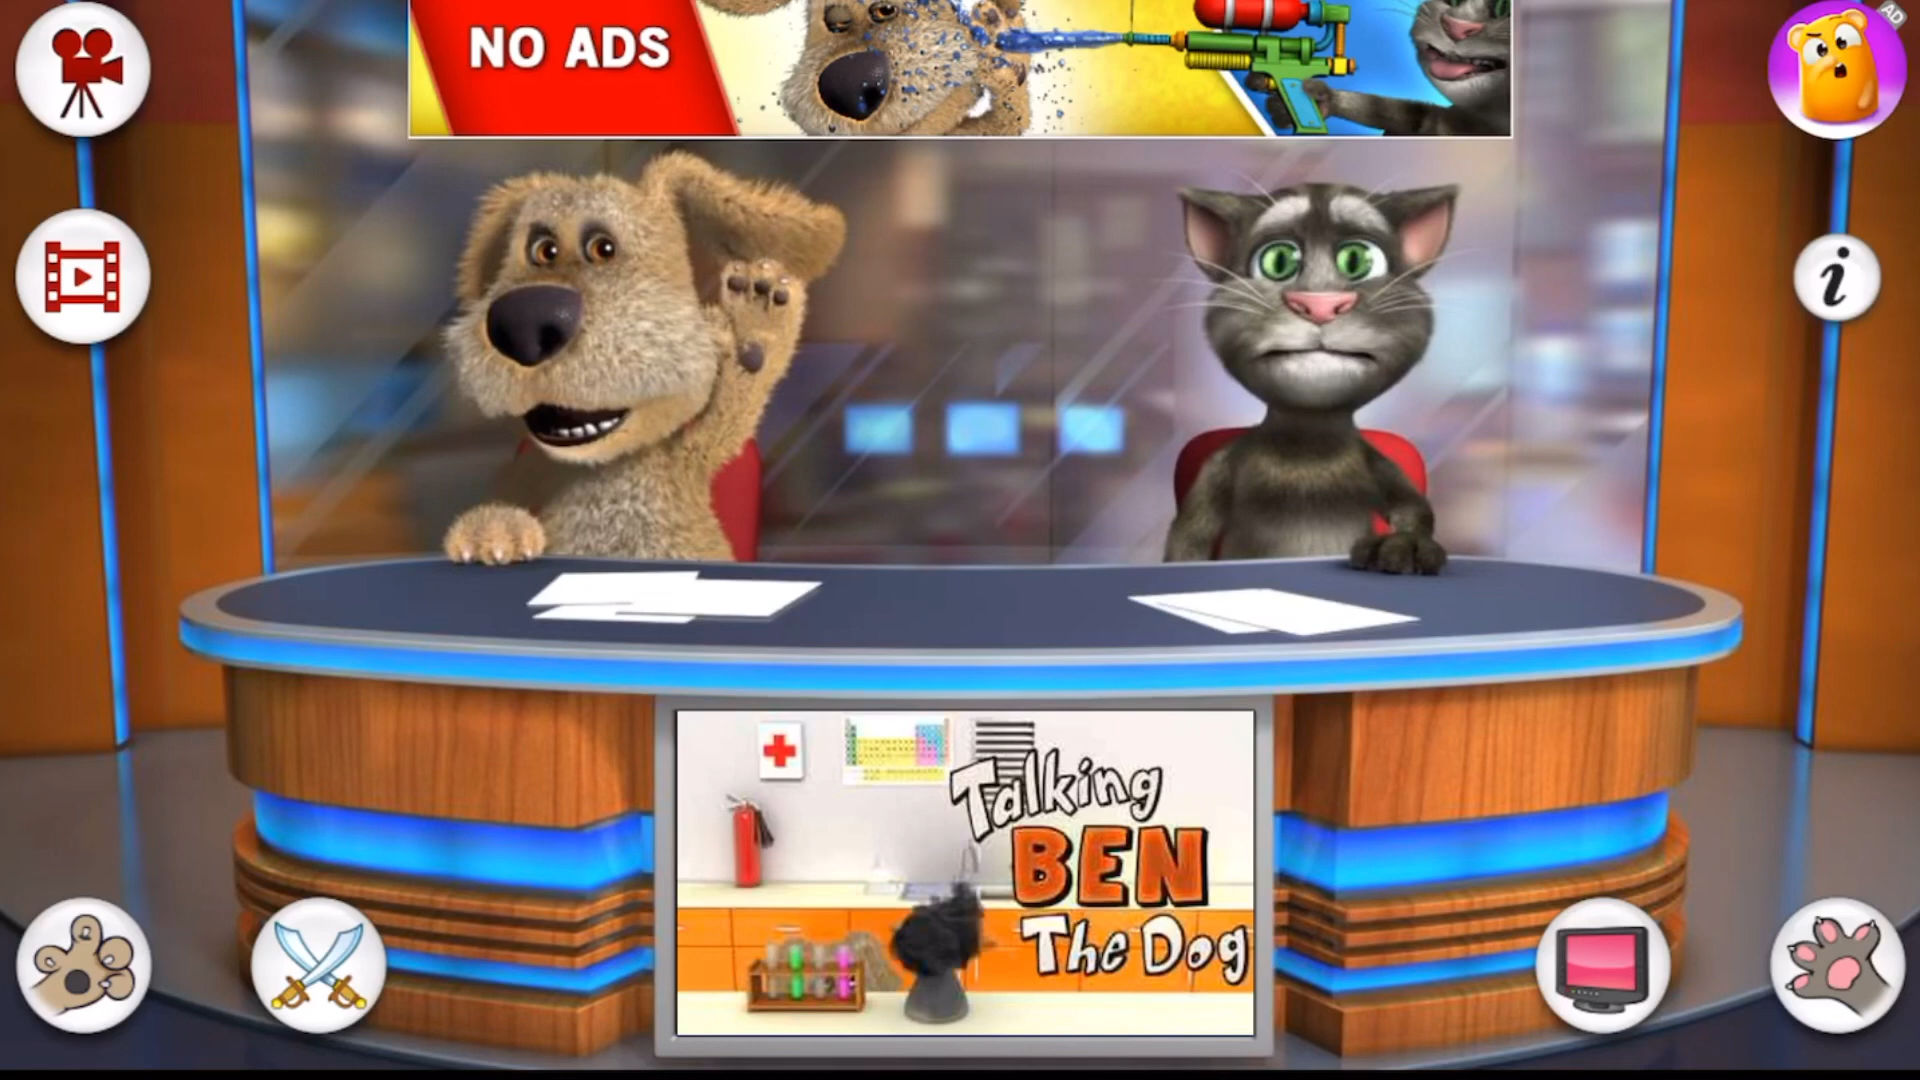 NO ADS
AD
i
Talking
BEN
The Dog